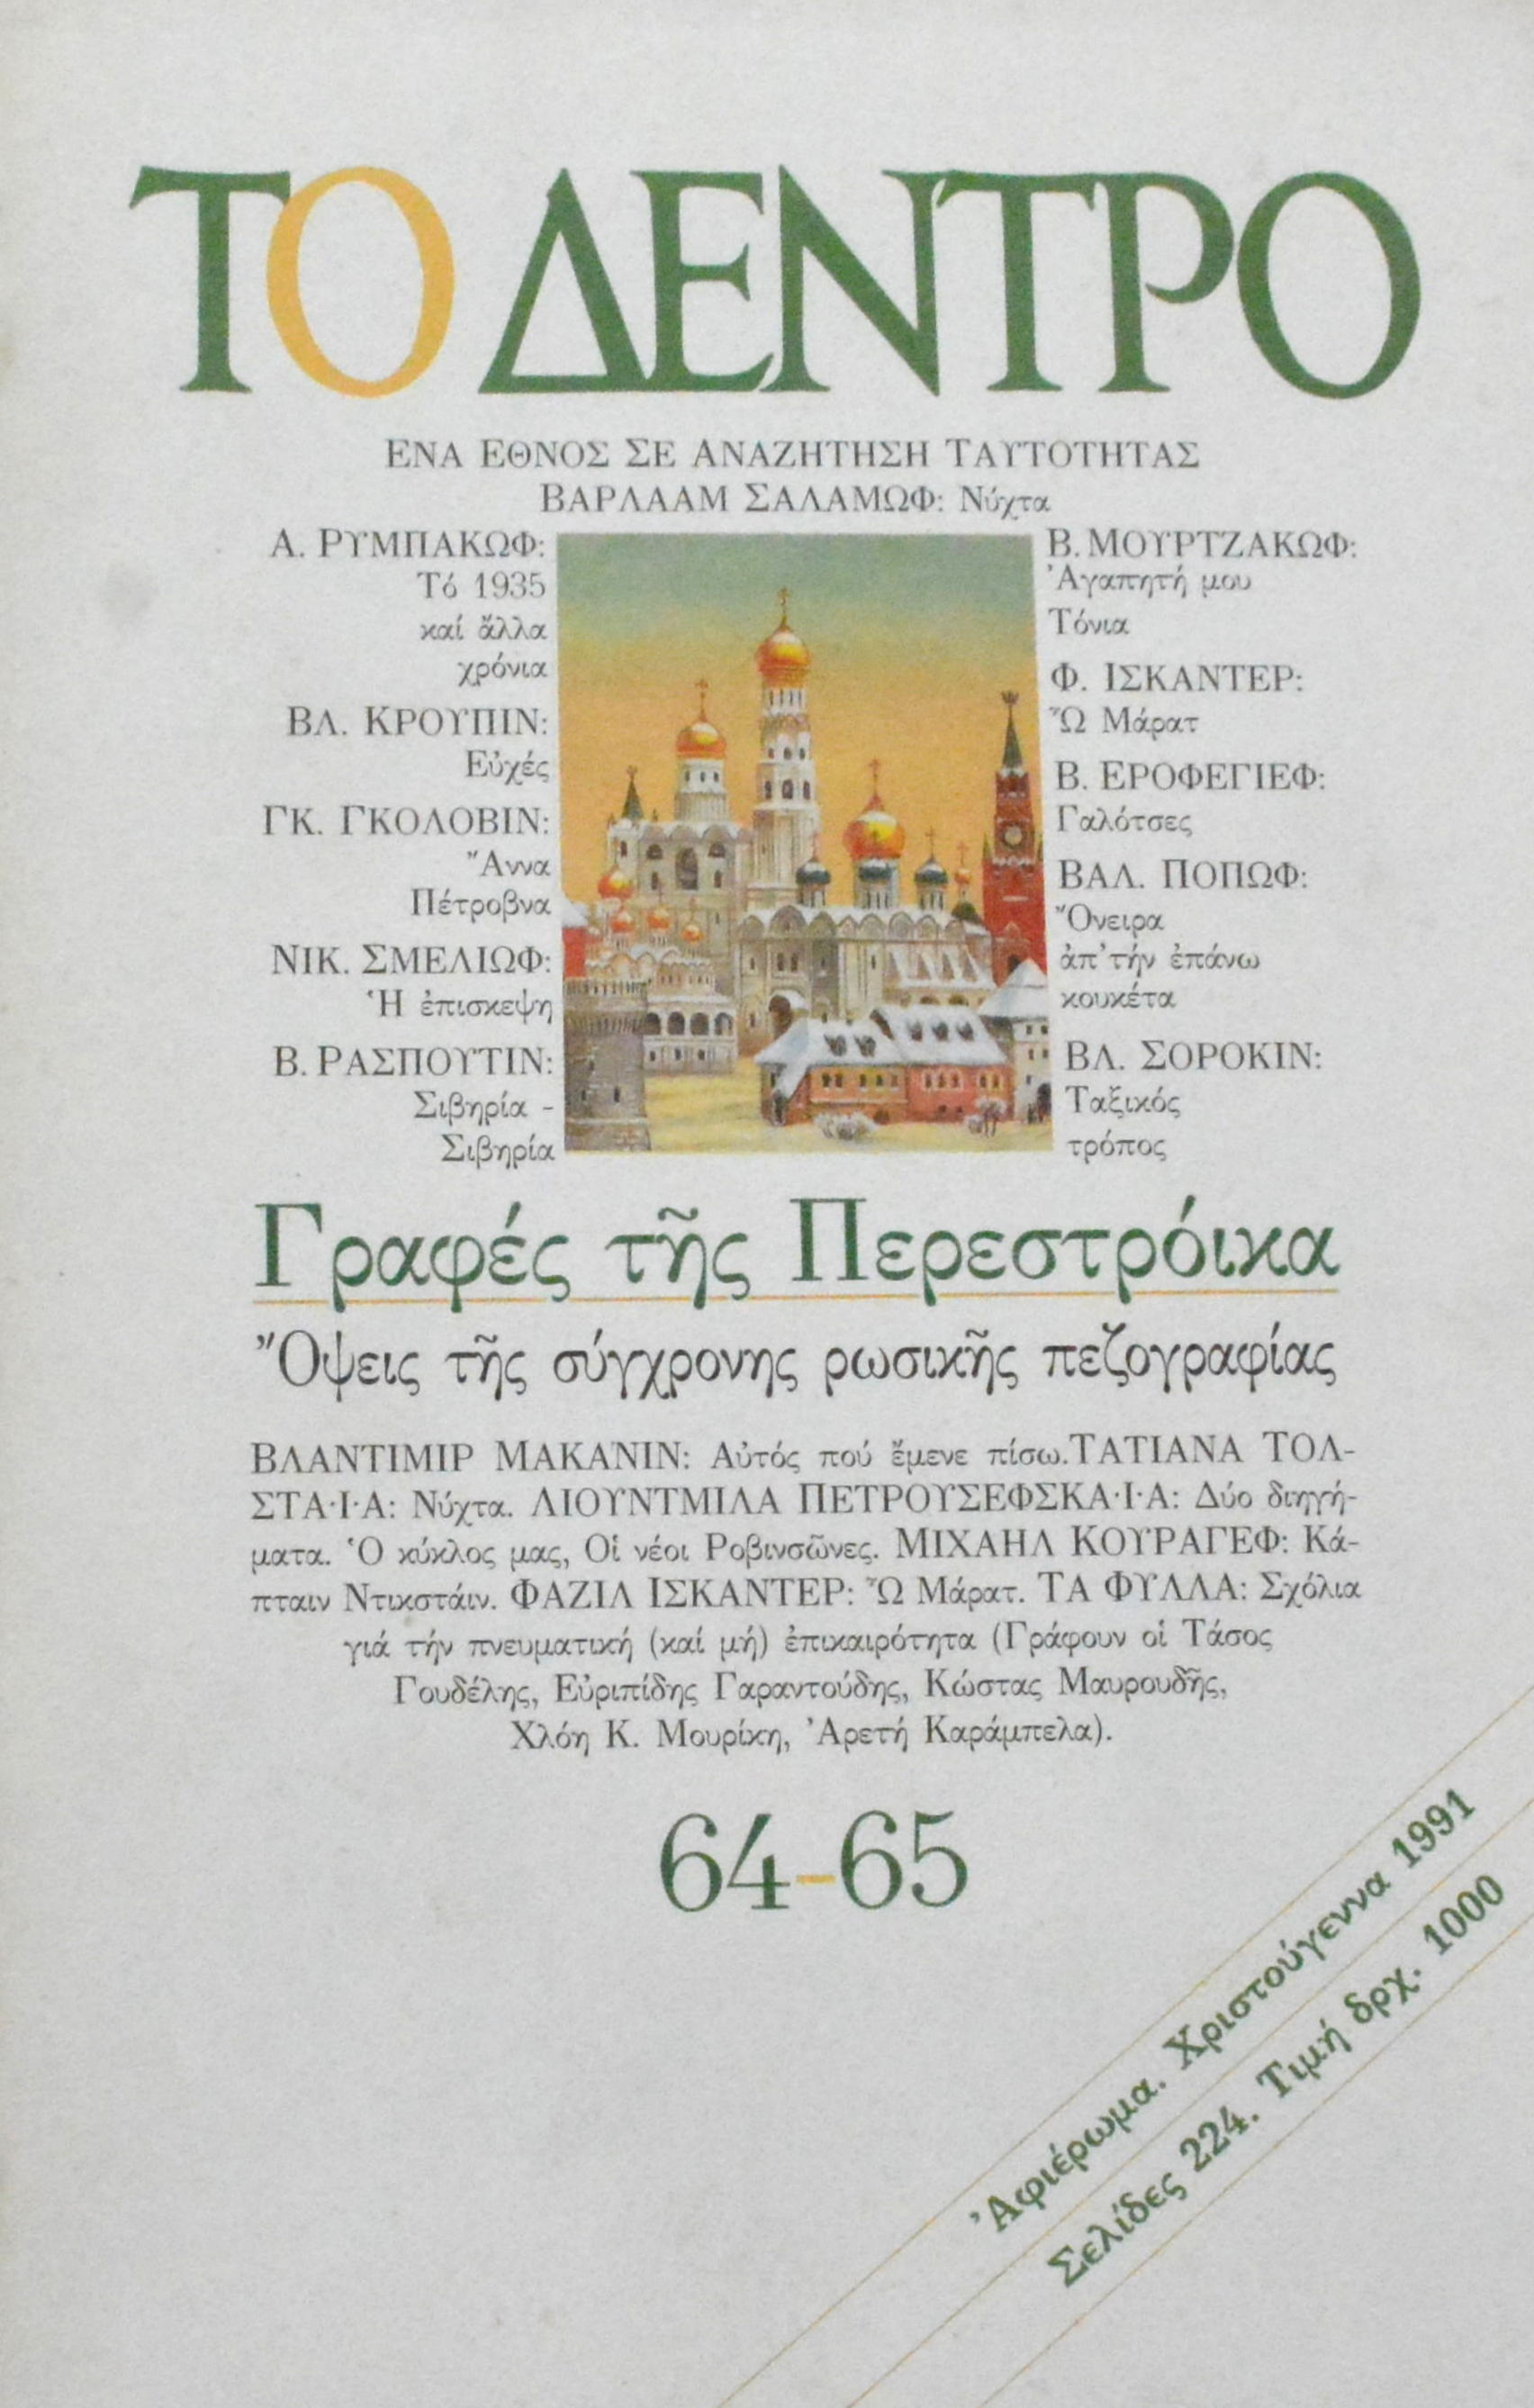 ΤΟ ΔΕΝΤΡΟ
ΕΝΑ ΕΘΝΟΣ ΣΕ ΑΝΑΖΗΤΗΣΗ ΤΑΥΤΟΤΗΤΑΣ
ΒΑΡΛΑΑΜ ΣΑΛΑΜΩΦ: Νύχτα
Α. ΡΥΜΠΑΚΩΦ:
Τό 1935
καί ἄλλα
χρόνια
ΒΛ. ΚΡΟΥΠΙΝ:
Εὐχές
ΓΚ. ΓΚΟΛΟΒΙΝ:
Ἄννα
Πέτροβνα
ΝΙΚ. ΣΜΕΛΙΩΦ:
Ἡ ἐπισκεψη
Β. ΡΑΣΠΟΥΤΙΝ:
Σιβηρία -
Σιβηρία
Β. ΜΟΥΡΤΖΑΚΩΦ:
Ἀγαπητή μου
Τόνια
Φ. ΙΣΚΑΝΤΕΡ:
Ὦ Μάρατ
Β. ΕΡΟΦΕΓΙΕΦ:
Γαλότσες
ΒΑΛ. ΠΟΠΩΦ:
Ὄνειρα
ἀπ' τήν ἐπάνω
κουκέτα
ΒΛ. ΣΟΡΟΚΙΝ:
Ταξικός
τρόπος
Γραφές τῆς Περεστρόικα
Ὄψεις τῆς σύγχρονης ρωσικῆς πεζογραφίας
ΒΛΑΝΤΙΜΙΡ ΜΑΚΑΝΙΝ: Αὐτός πού ἔμενε πίσω. ΤΑΤΙΑΝΑ ΤΟΛ-
ΣΤΑ·Ι·Α: Νύχτα. ΛΙΟΥΝΤΜΙΛΑ ΠΕΤΡΟΥΣΕΦΣΚΑ·Ι·Α: Δύο διηγή-
ματα. Ὁ κύκλος μας, Οἱ νέοι Ροβινσῶνες. ΜΙΧΑΗΛ ΚΟΥΡΑΓΕΦ: Κά-
πταιν Ντικστάιν. ΦΑΖΙΛ ΙΣΚΑΝΤΕΡ: Ὦ Μάρατ. ΤΑ ΦΥΛΛΑ: Σχόλια
γιά τήν πνευματική (καί μή) ἐπικαιρότητα (Γράφουν οἱ Τάσος
Γουδέλης, Εὐριπίδης Γαραντούδης, Κώστας Μαυρουδῆς,
Χλόη Κ. Μουρίκη, Ἀρετή Καράμπελα).
64-65
Ἀφιέρωμα. Χριστούγεννα 1991
Σελίδες 224. Τιμή δρχ. 1000